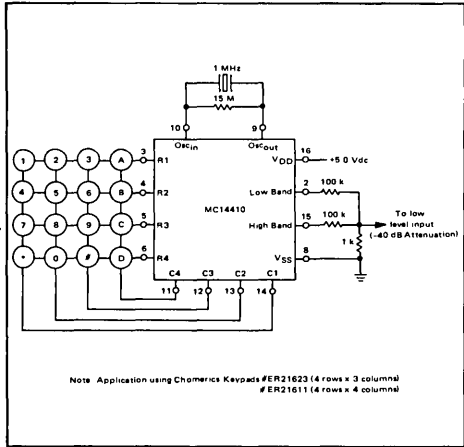 1 MHz
15 M
10
9
Osc in
Osc out
16
VDD
+5.0 Vdc
1 2 3 A 3 R1
4 5 6 B 4 R2
7 8 9 C 5 R3
* 0 # D 6 R4
MC14410
2
Low Band
100 k
15
High Band
100 k
To low
level input
(-40 dB Attenuation)
8
VSS
1 k
C4 C3 C2 C1
11 12 13 14
Note Application using Chomerics Keypads #ER21623 (4 rows x 3 columns)
#ER21611 (4 rows x 4 columns)